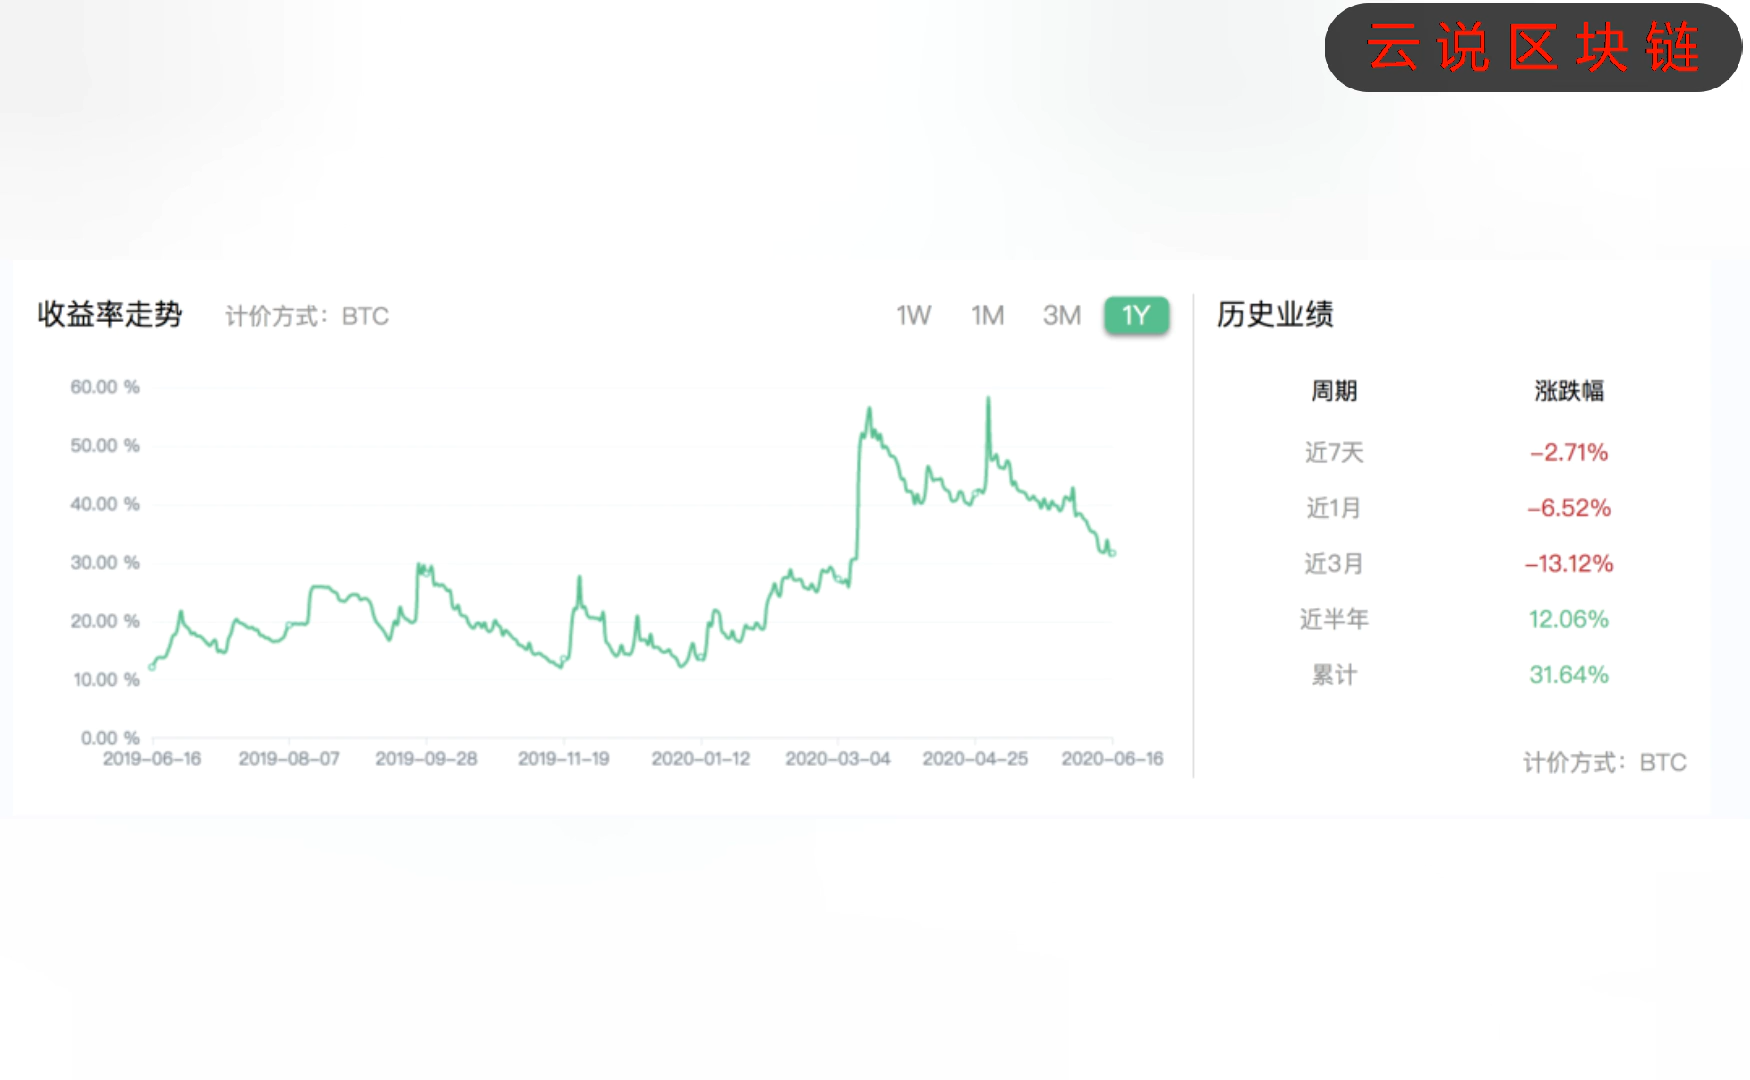 云说区块链
收益率走势 计价方式：BTC 1W 1M 3M 1Y
60.00 %
50.00 %
40.00 %
30.00 %
20.00 %
10.00 %
0.00 %
2019-06-16 2019-08-07 2019-09-28 2019-11-19 2020-01-12 2020-03-04 2020-04-25 2020-06-16
历史业绩
周期 涨跌幅
近7天 -2.71%
近1月 -6.52%
近3月 -13.12%
近半年 12.06%
累计 31.64%
计价方式：BTC